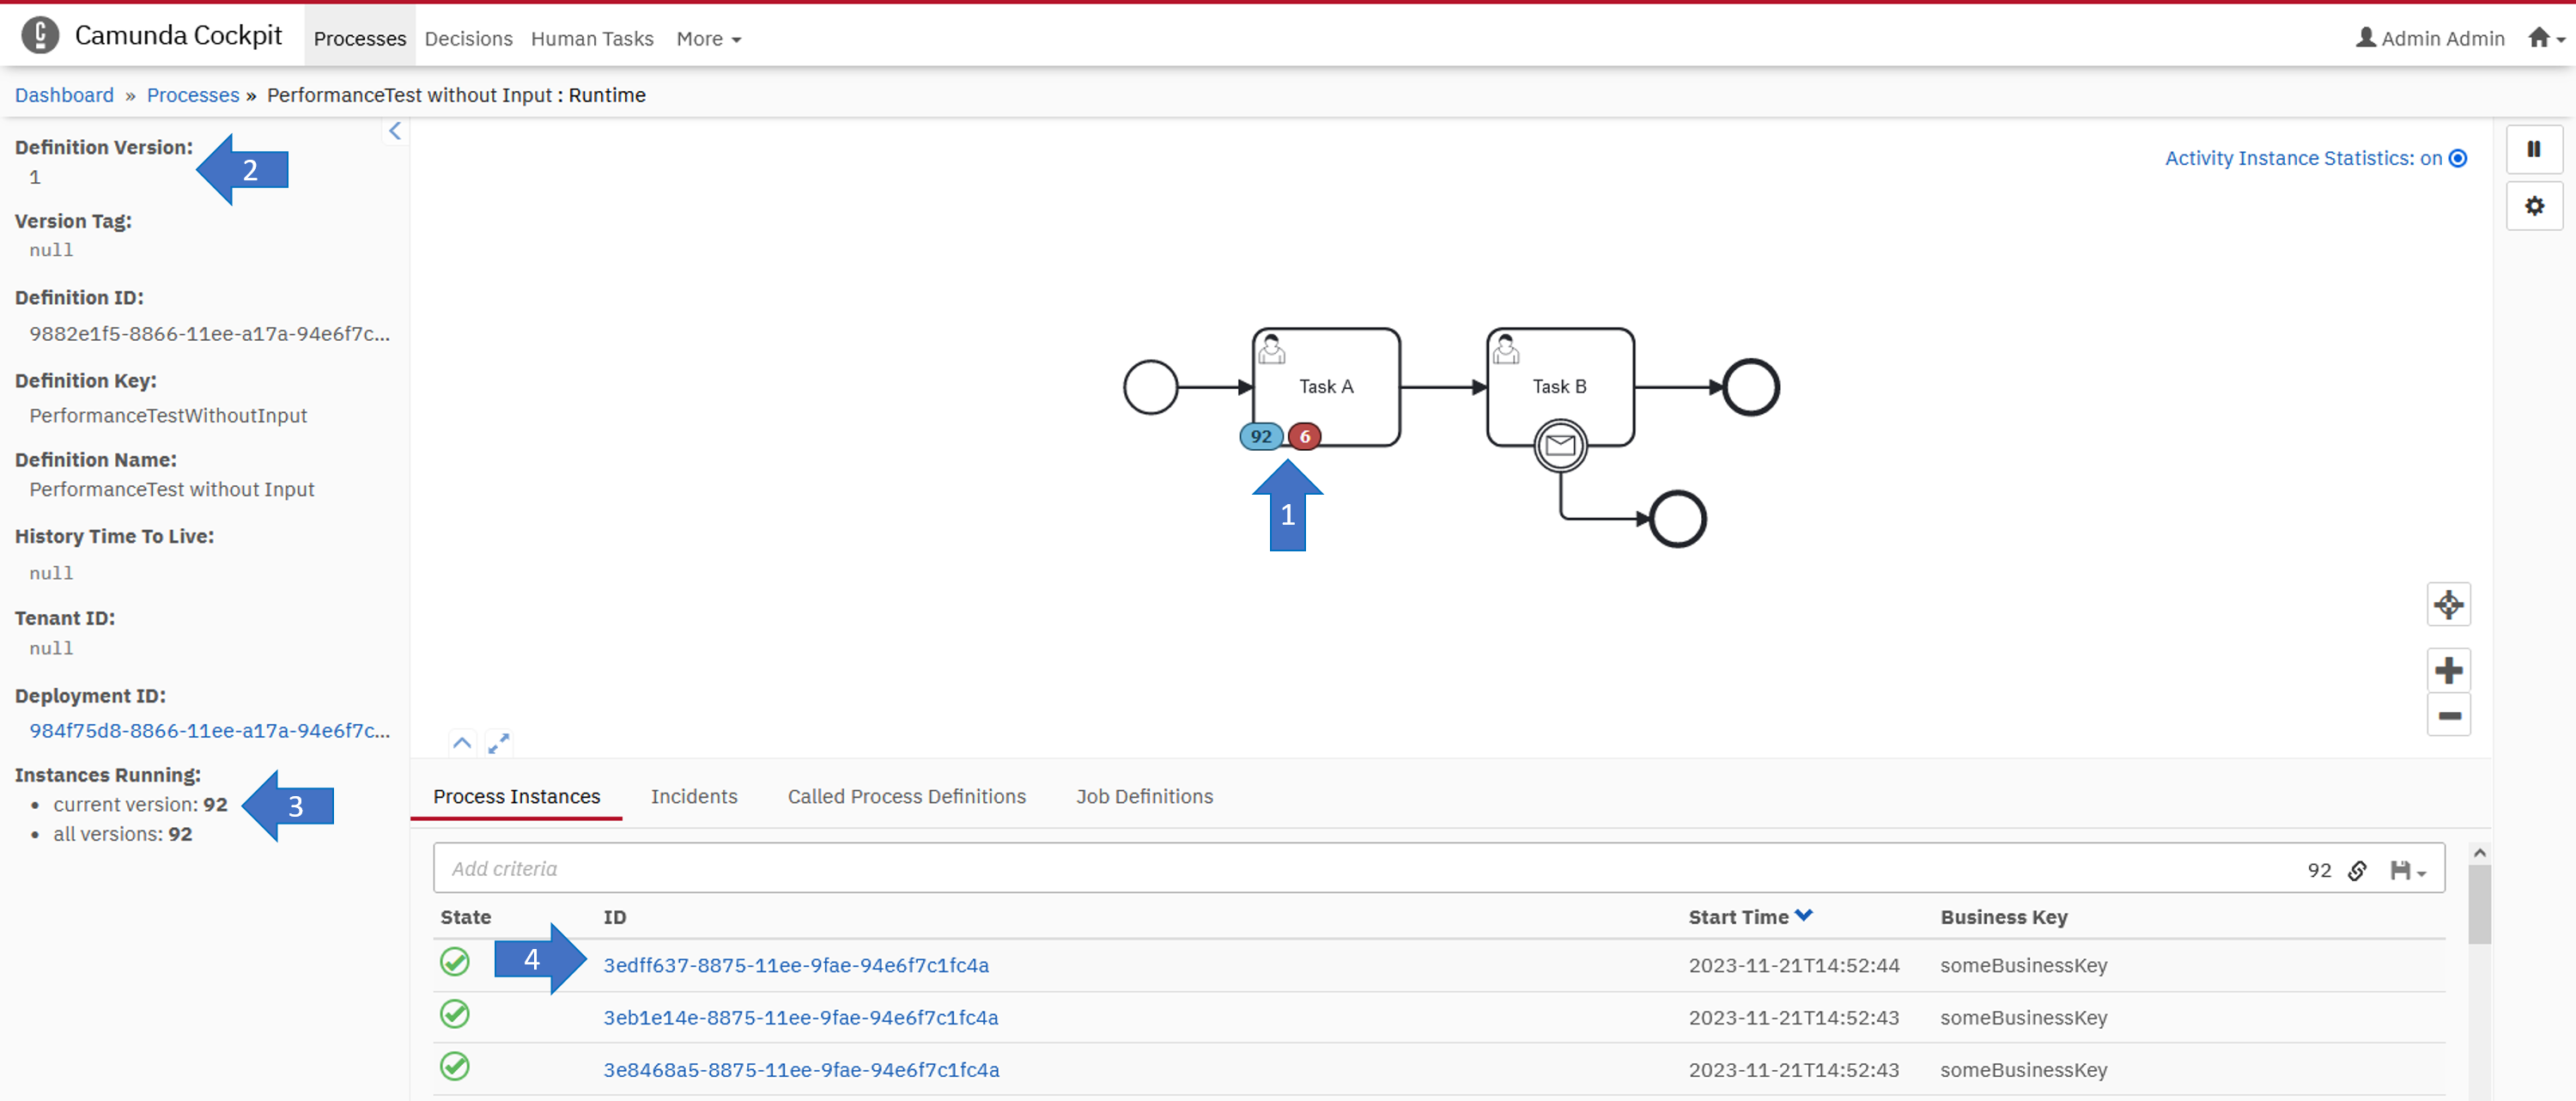 Camunda Cockpit Processes Decisions Human Tasks More Admin Admin
Dashboard » Processes » PerformanceTest without Input : Runtime
Definition Version:
1
2
Version Tag:
null
Definition ID:
9882e1f5-8866-11ee-a17a-94e6f7c...
Definition Key:
PerformanceTestWithoutInput
Definition Name:
PerformanceTest without Input
History Time To Live:
null
Tenant ID:
null
Deployment ID:
984f75d8-8866-11ee-a17a-94e6f7c...
Instances Running:
• current version: 92
• all versions: 92
3
Activity Instance Statistics: on
Task A
Task B
92 6
1
Process Instances Incidents Called Process Definitions Job Definitions
Add criteria 92
State ID Start Time Business Key
4 3edff637-8875-11ee-9fae-94e6f7c1fc4a 2023-11-21T14:52:44 someBusinessKey
3eb1e14e-8875-11ee-9fae-94e6f7c1fc4a 2023-11-21T14:52:43 someBusinessKey
3e8468a5-8875-11ee-9fae-94e6f7c1fc4a 2023-11-21T14:52:43 someBusinessKey